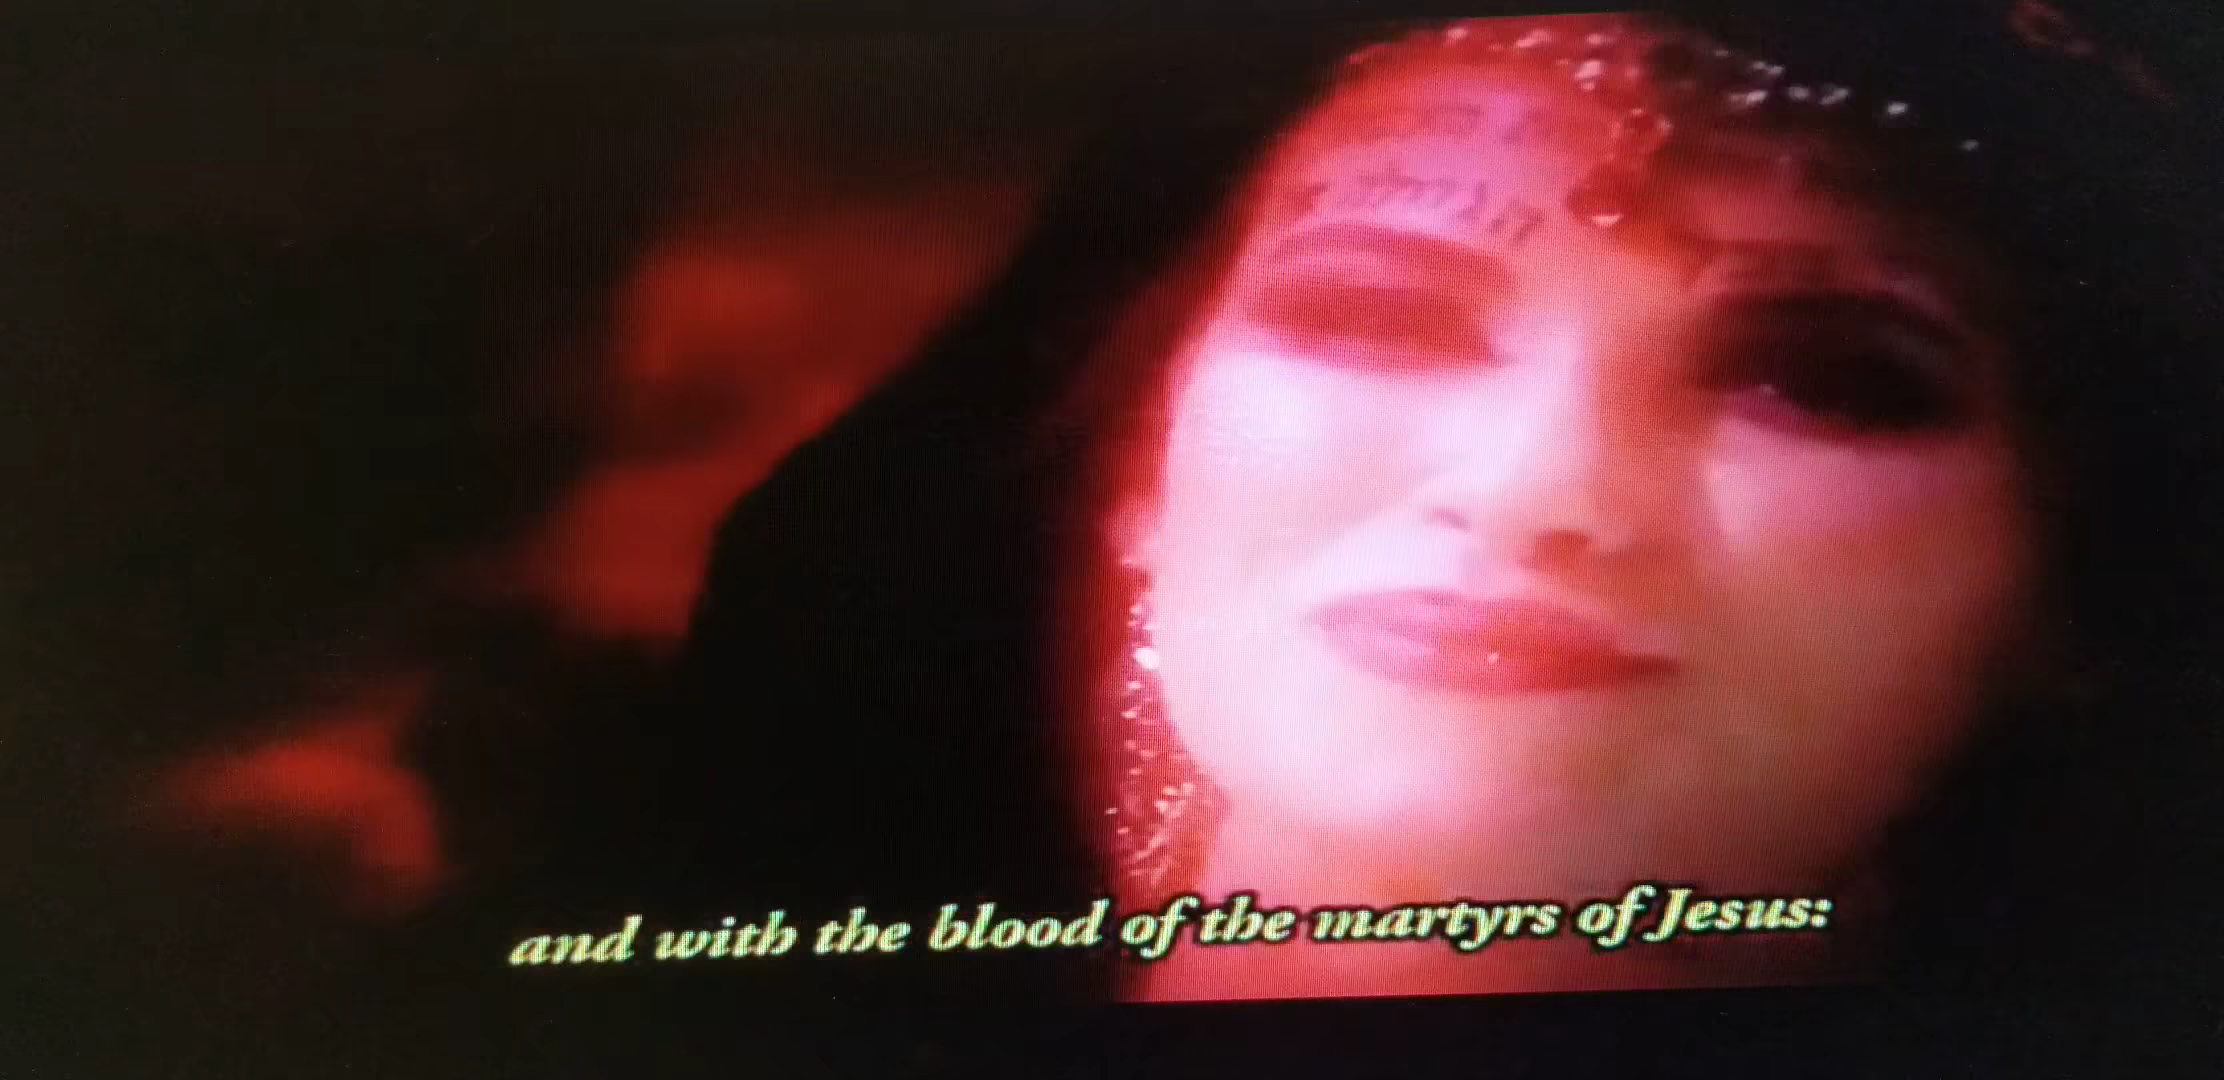 and with the blood of the martyrs of Jesus: